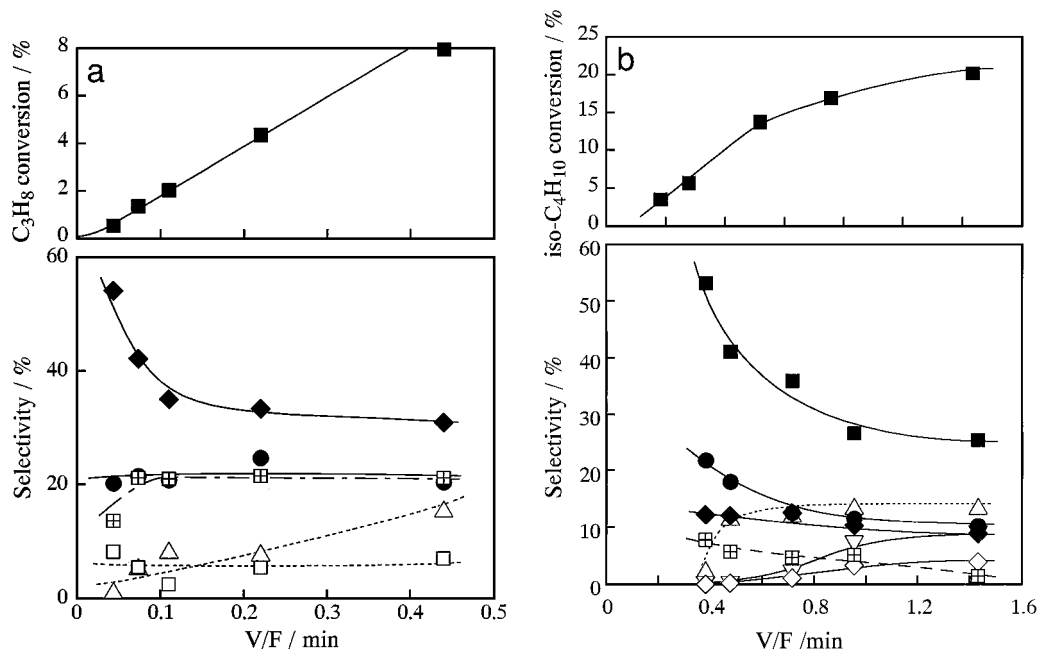 a
C3H8 conversion / %
8
6
4
2
0
60
40
20
0
Selectivity / %
0 0.1 0.2 0.3 0.4 0.5
V/F / min
b
iso-C4H10 conversion / %
25
20
15
10
5
0
50
40
30
20
10
0
Selectivity / %
0.4 0.8 1.2 1.6
V/F /min